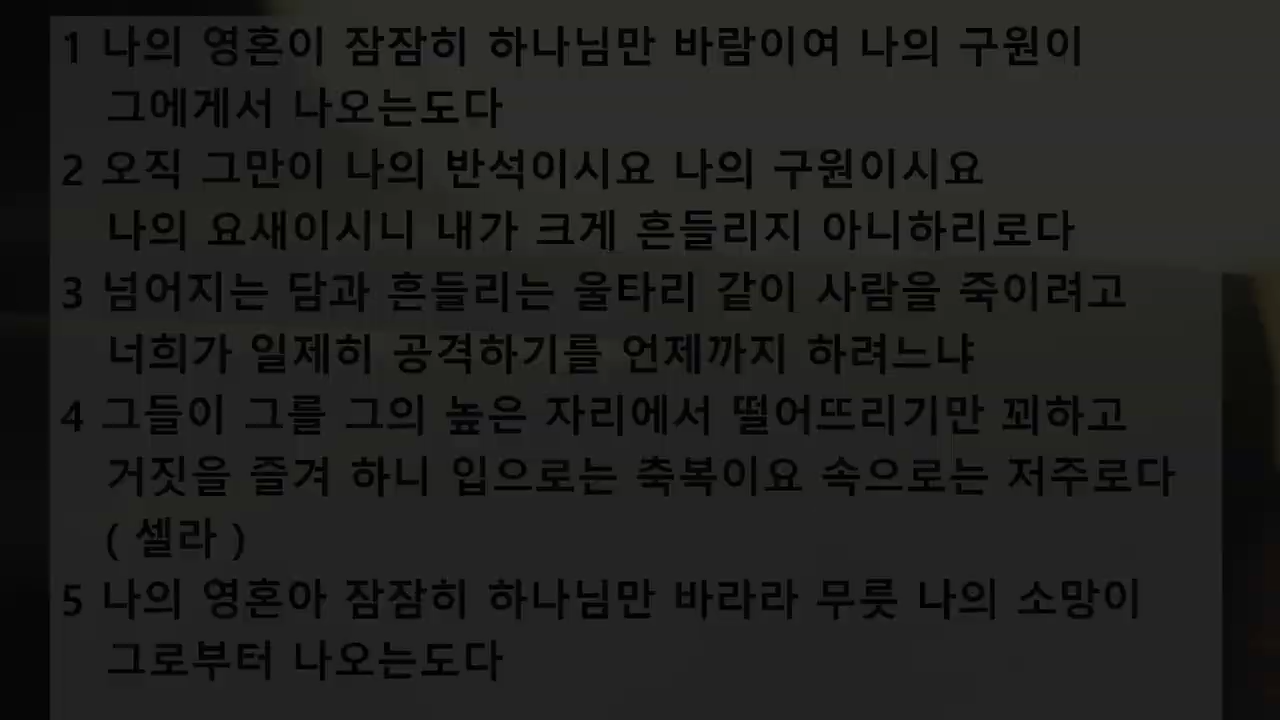 1 나의 영혼이 잠잠히 하나님만 바람이여 나의 구원이
그에게서 나오는도다
2 오직 그만이 나의 반석이시요 나의 구원이시요
나의 요새이시니 내가 크게 흔들리지 아니하리로다
3 넘어지는 담과 흔들리는 울타리 같이 사람을 죽이려고
너희가 일제히 공격하기를 언제까지 하려느냐
4 그들이 그를 그의 높은 자리에서 떨어뜨리기만 꾀하고
거짓을 즐겨 하니 입으로는 축복이요 속으로는 저주로다
( 셀라 )
5 나의 영혼아 잠잠히 하나님만 바라라 무릇 나의 소망이
그로부터 나오는도다